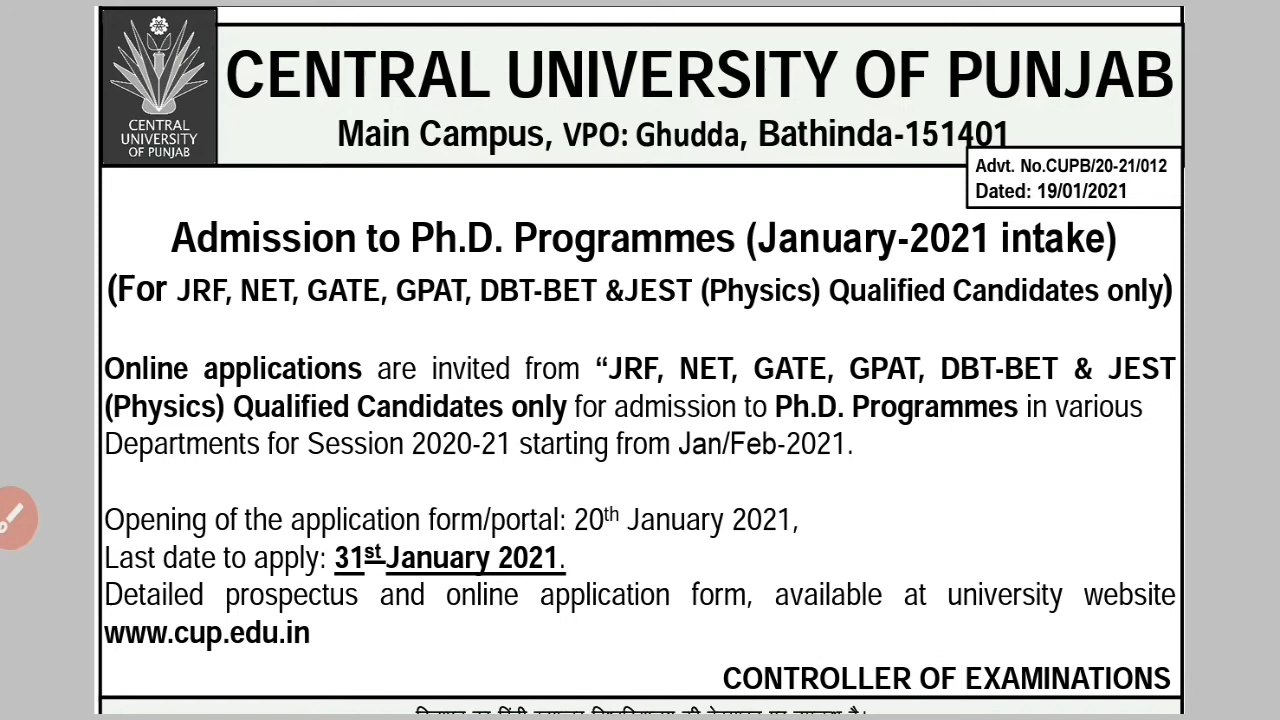 CENTRAL
UNIVERSITY
OF PUNJAB
CENTRAL UNIVERSITY OF PUNJAB
Main Campus, VPO: Ghudda, Bathinda-151401
Advt. No.CUPB/20-21/012
Dated: 19/01/2021
Admission to Ph.D. Programmes (January-2021 intake)
(For JRF, NET, GATE, GPAT, DBT-BET &JEST (Physics) Qualified Candidates only)
Online applications are invited from “JRF, NET, GATE, GPAT, DBT-BET & JEST
(Physics) Qualified Candidates only for admission to Ph.D. Programmes in various
Departments for Session 2020-21 starting from Jan/Feb-2021.
Opening of the application form/portal: 20th January 2021,
Last date to apply: 31st January 2021.
Detailed prospectus and online application form, available at university website
www.cup.edu.in
CONTROLLER OF EXAMINATIONS